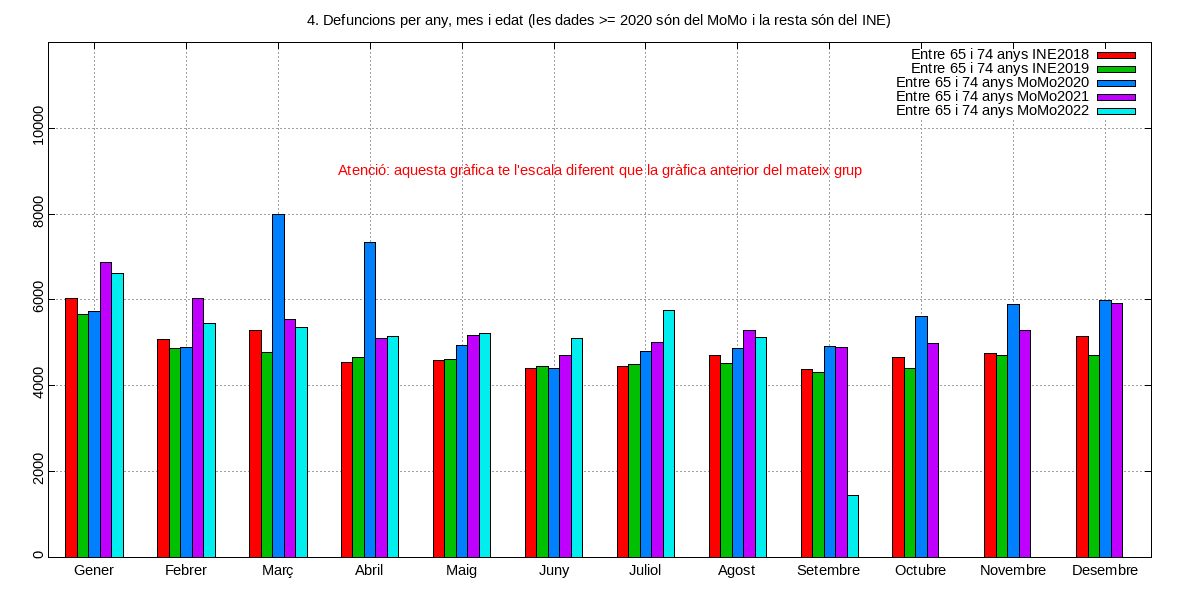 4. Defuncions per any, mes i edat (les dades >= 2020 són del MoMo i la resta són del INE)
Entre 65 i 74 anys INE2018
Entre 65 i 74 anys INE2019
Entre 65 i 74 anys MoMo2020
Entre 65 i 74 anys MoMo2021
Entre 65 i 74 anys MoMo2022
Atenció: aquesta gràfica te l'escala diferent que la gràfica anterior del mateix grup
10000
8000
6000
4000
2000
0
Gener Febrer Març Abril Maig Juny Juliol Agost Setembre Octubre Novembre Desembre